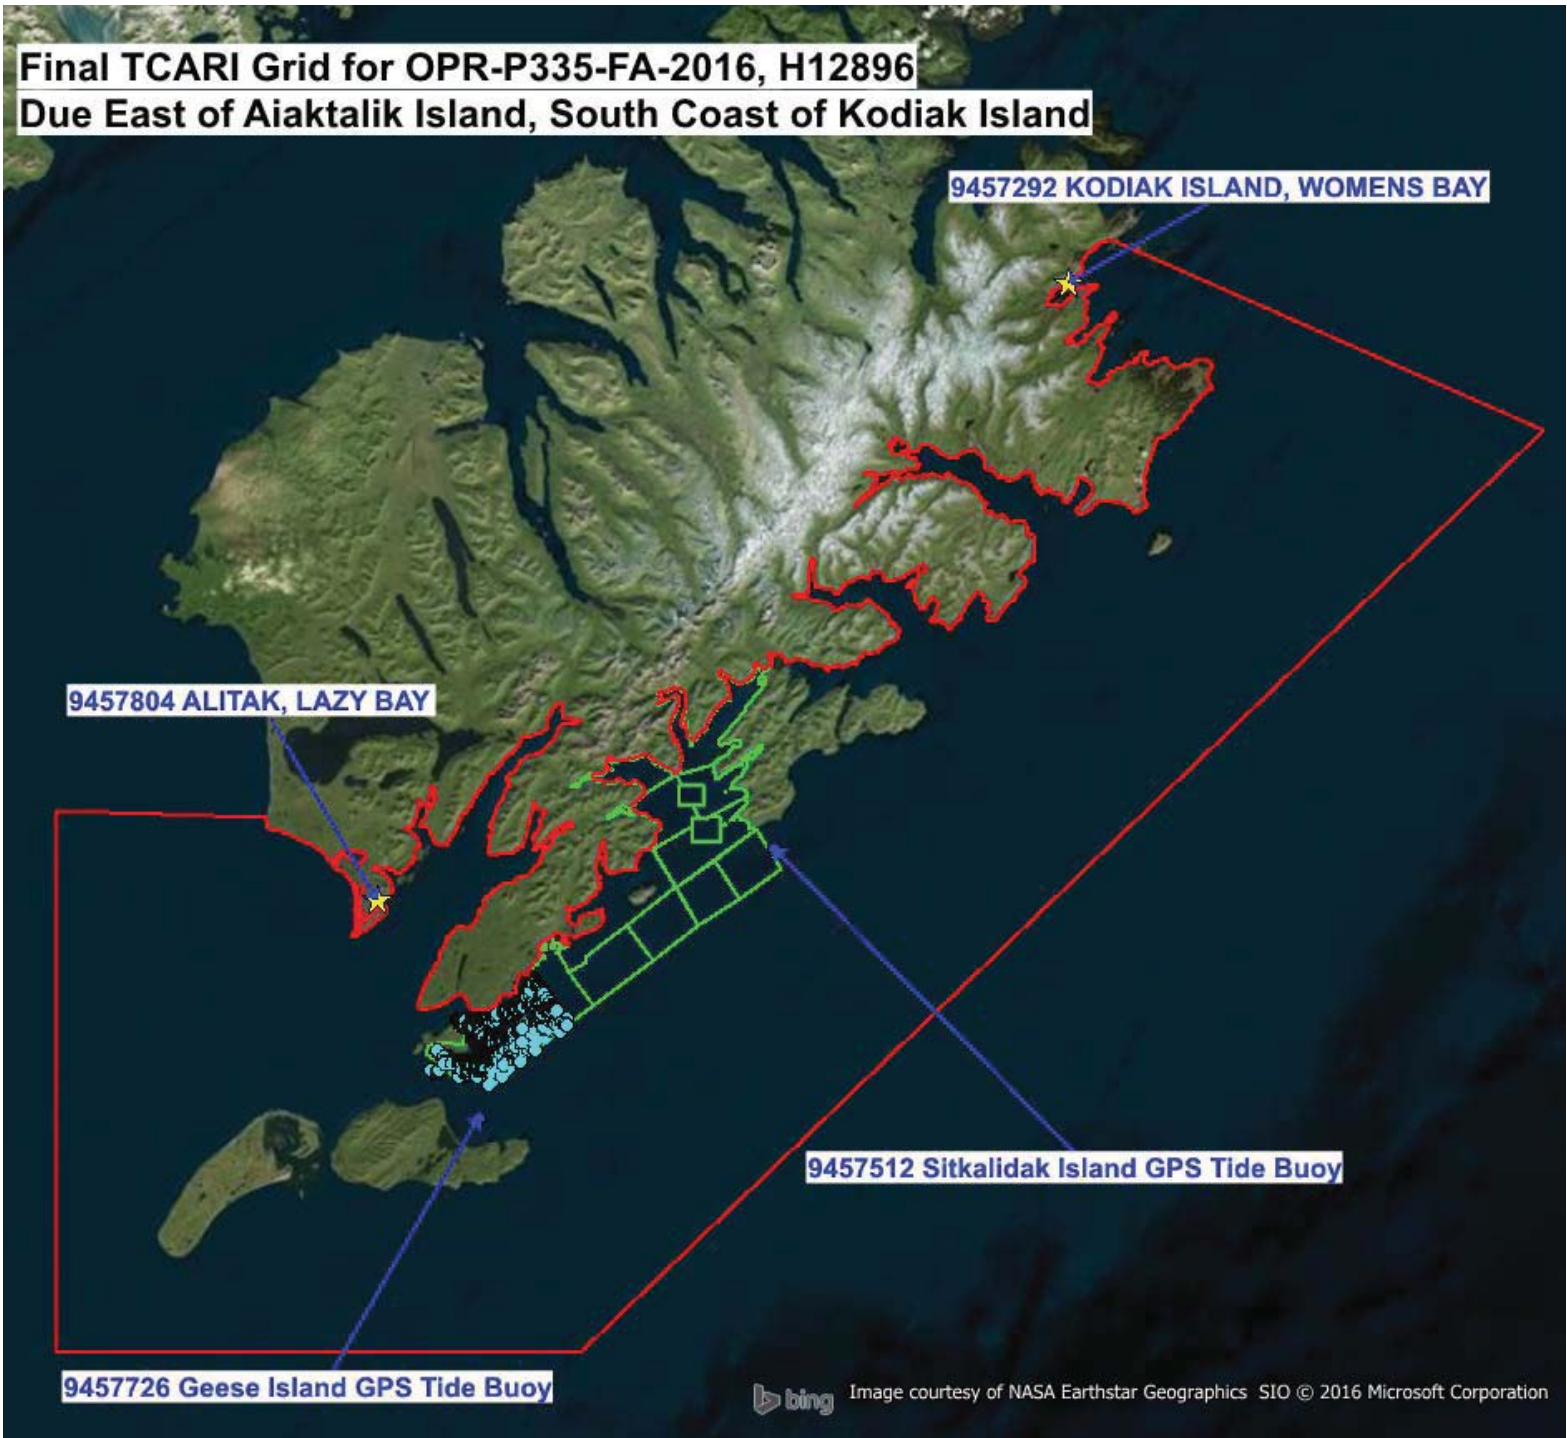 Final TCARI Grid for OPR-P335-FA-2016, H12896
Due East of Aiaktalik Island, South Coast of Kodiak Island
9457292 KODIAK ISLAND, WOMENS BAY
9457804 ALITAK, LAZY BAY
9457512 Sitkalidak Island GPS Tide Buoy
9457726 Geese Island GPS Tide Buoy
bing
Image courtesy of NASA Earthstar Geographics SIO © 2016 Microsoft Corporation